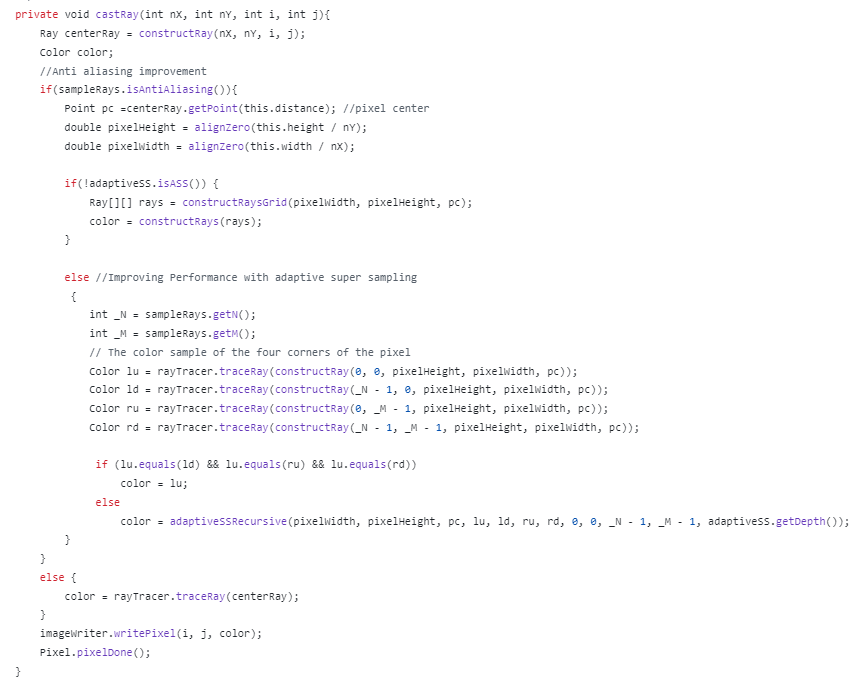 private void castRay(int nX, int nY, int i, int j){
    Ray centerRay = constructRay(nX, nY, i, j);
    Color color;
    //Anti aliasing improvement
    if(sampleRays.isAntiAliasing()){
        Point pc =centerRay.getPoint(this.distance); //pixel center
        double pixelHeight = alignZero(this.height / nY);
        double pixelWidth = alignZero(this.width / nX);

        if(!adaptiveSS.isASS()) {
            Ray[][] rays = constructRaysGrid(pixelWidth, pixelHeight, pc);
            color = constructRays(rays);
        }

        else //Improving Performance with adaptive super sampling
         {
            int _N = sampleRays.getN();
            int _M = sampleRays.getM();
            // The color sample of the four corners of the pixel
            Color lu = rayTracer.traceRay(constructRay(0, 0, pixelHeight, pixelWidth, pc));
            Color ld = rayTracer.traceRay(constructRay(_N - 1, 0, pixelHeight, pixelWidth, pc));
            Color ru = rayTracer.traceRay(constructRay(0, _M - 1, pixelHeight, pixelWidth, pc));
            Color rd = rayTracer.traceRay(constructRay(_N - 1, _M - 1, pixelHeight, pixelWidth, pc));

             if (lu.equals(ld) && lu.equals(ru) && lu.equals(rd))
                 color = lu;
             else
                 color = adaptiveSSRecursive(pixelWidth, pixelHeight, pc, lu, ld, ru, rd, 0, 0, _N - 1, _M - 1, adaptiveSS.getDepth());
        }
    }
    else {
        color = rayTracer.traceRay(centerRay);
    }
    imageWriter.writePixel(i, j, color);
    Pixel.pixelDone();
}